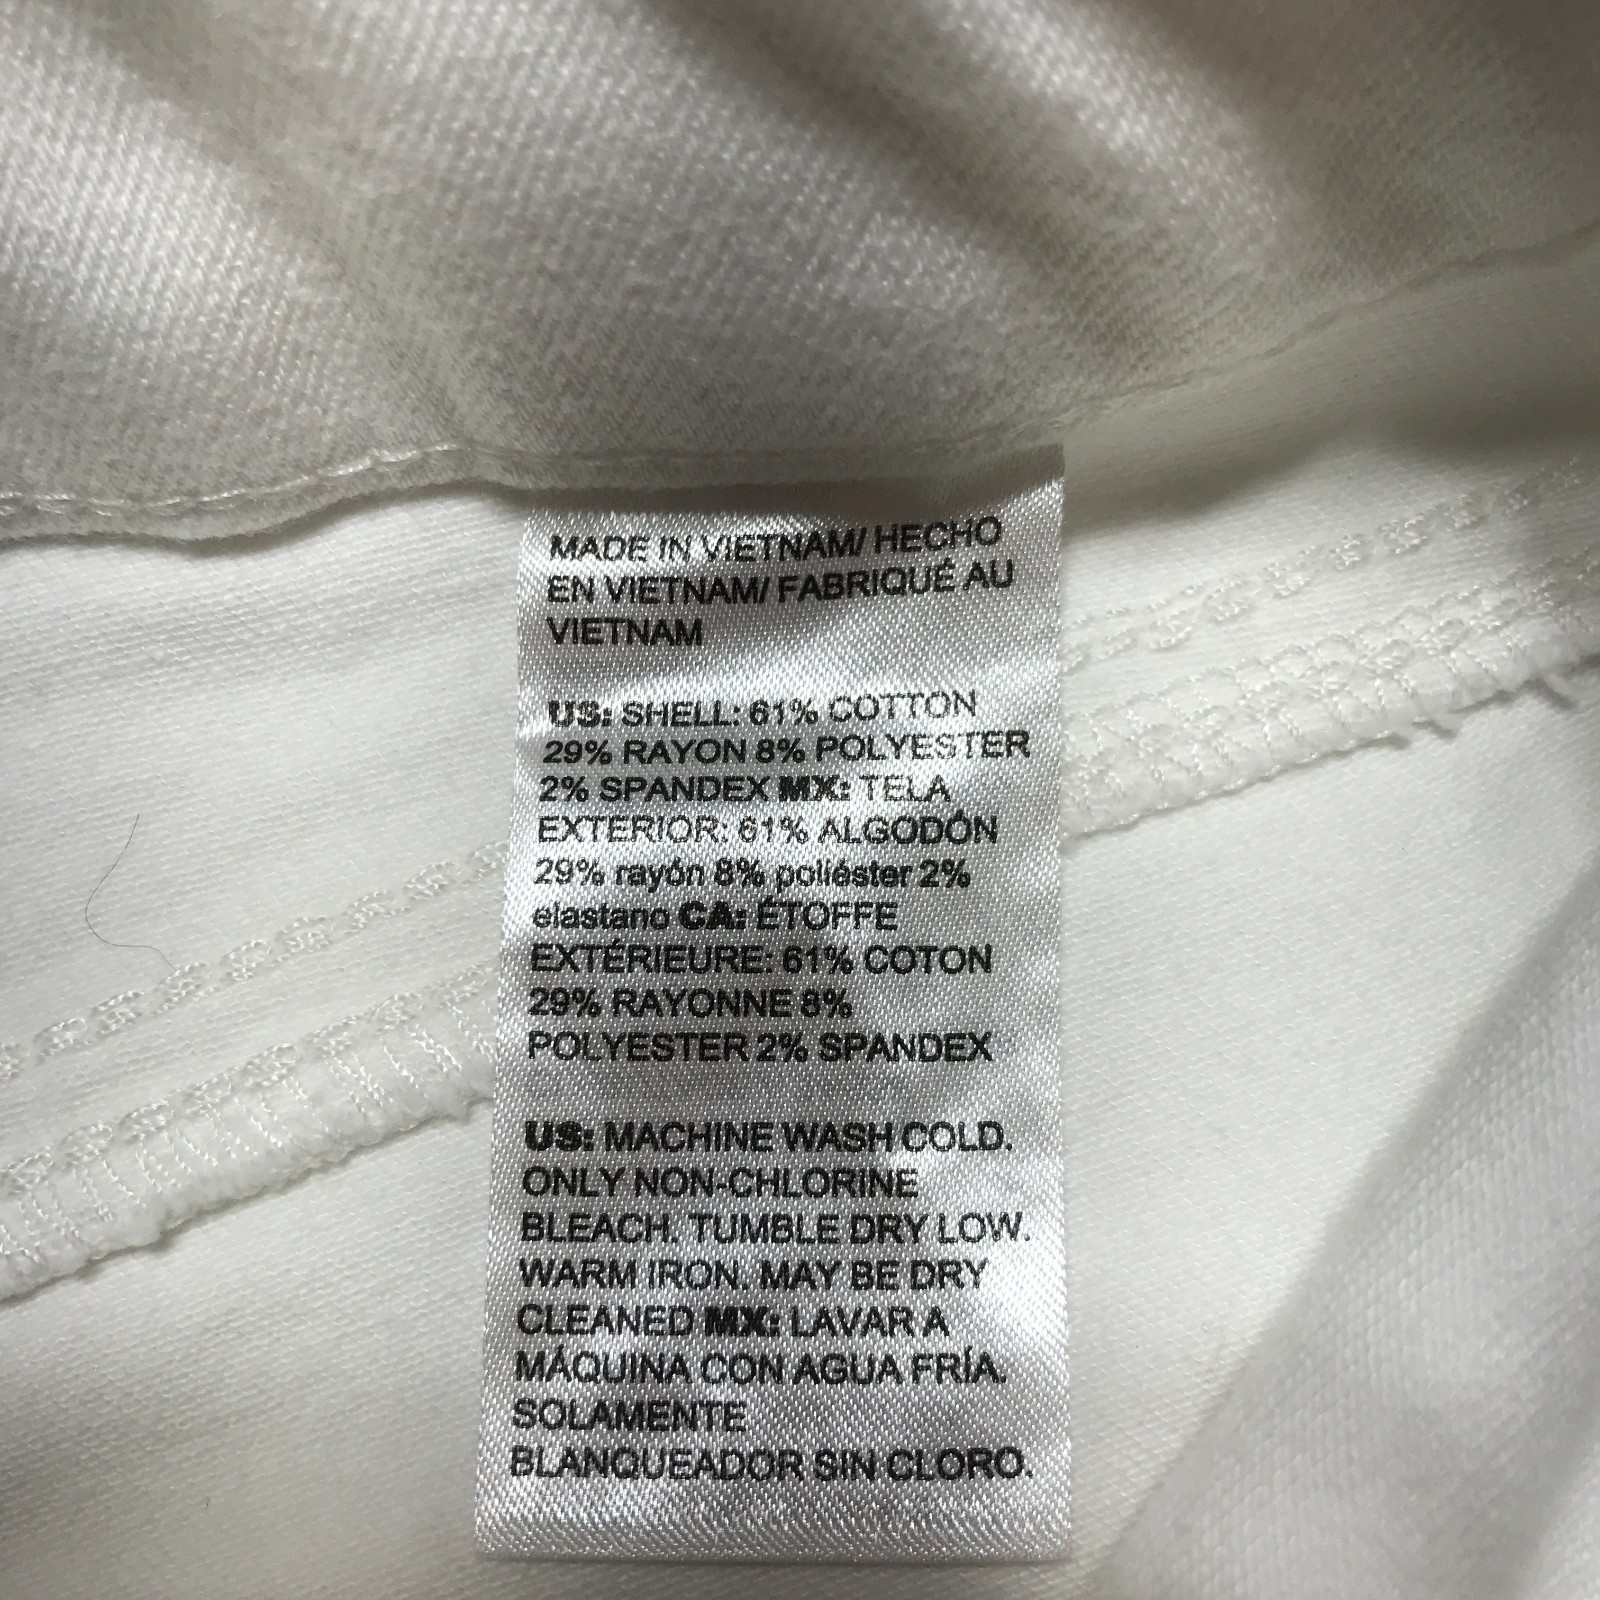 MADE IN VIETNAM/ HECHO
EN VIETNAM/ FABRIQUÉ AU
VIETNAM
US: SHELL: 61% COTTON
29% RAYON 8% POLYESTER
2% SPANDEX MX: TELA
EXTERIOR: 61% ALGODÓN
29% rayón 8% poliéster 2%
elastano CA: ÉTOFFE
EXTÉRIEURE: 61% COTON
29% RAYONNE 8%
POLYESTER 2% SPANDEX
US: MACHINE WASH COLD.
ONLY NON-CHLORINE
BLEACH. TUMBLE DRY LOW.
WARM IRON. MAY BE DRY
CLEANED MX: LAVAR A
MÁQUINA CON AGUA FRÍA.
SOLAMENTE
BLANQUEADOR SIN CLORO.